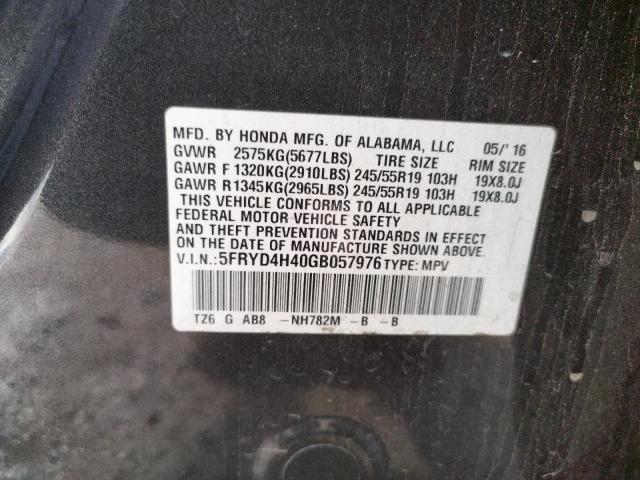 MFD. BY HONDA MFG. OF ALABAMA, LLC 05/'16
GVWR 2575KG(5677LBS) TIRE SIZE RIM SIZE
GAWR F 1320KG(2910LBS) 245/55R19 103H 19X8.0J
GAWR R1345KG(2965LBS) 245/55R19 103H 19X8.0J
THIS VEHICLE CONFORMS TO ALL APPLICABLE
FEDERAL MOTOR VEHICLE SAFETY
AND THEFT PREVENTION STANDARDS IN EFFECT
ON THE DATE OF MANUFACTURE SHOWN ABOVE.
V.I.N.: 5FRYD4H40GB057976 TYPE: MPV
TZ6 G AB8 -NH782M -B -B